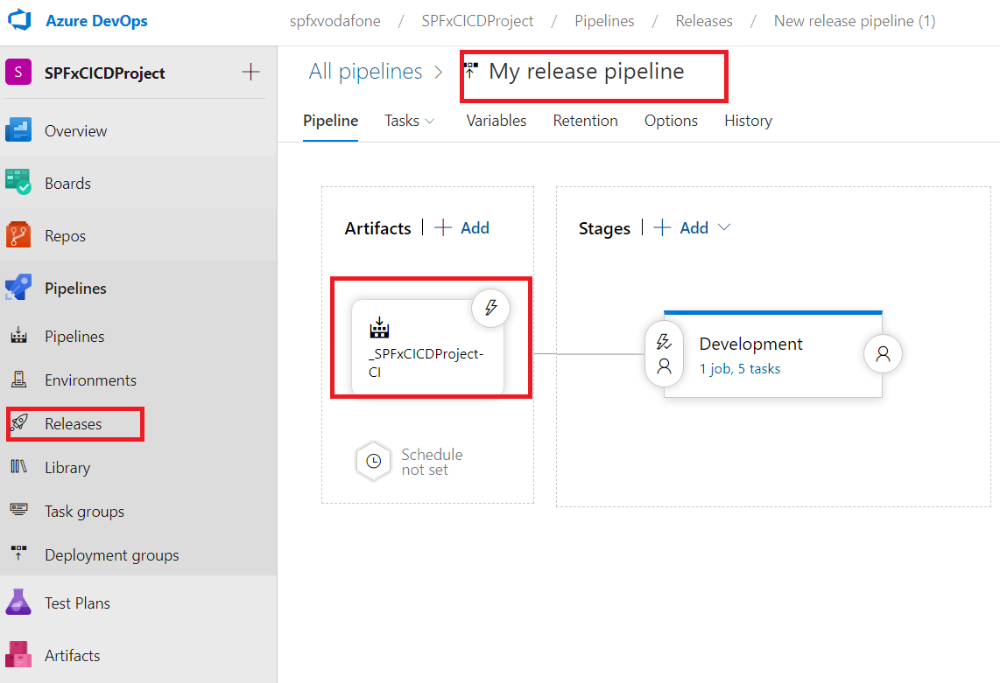 Azure DevOps
spfxvodafone / SPFxCICDProject / Pipelines / Releases / New release pipeline (1)
S
SPFxCICDProject
Overview
Boards
Repos
Pipelines
Pipelines
Environments
Releases
Library
Task groups
Deployment groups
Test Plans
Artifacts
All pipelines > My release pipeline
Pipeline Tasks Variables Retention Options History
Artifacts | + Add
_SPFxCICDProject-
CI
Schedule
not set
Stages | + Add
Development
1 job, 5 tasks